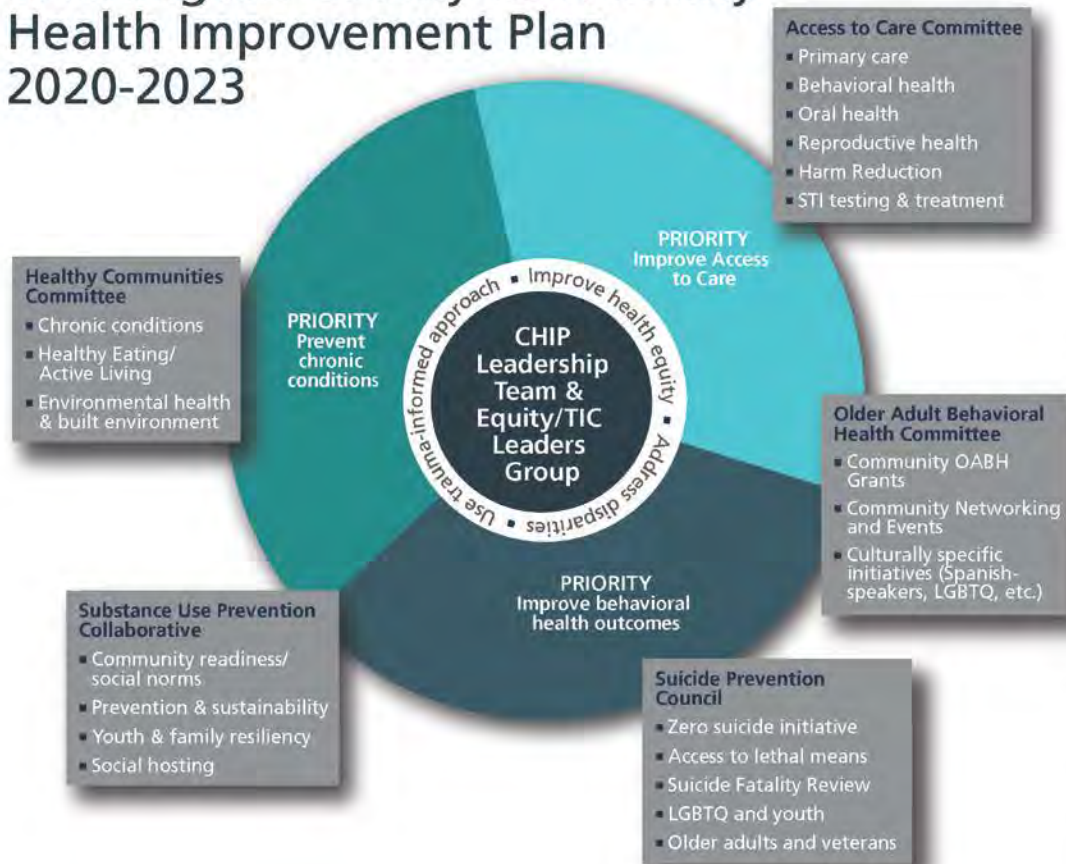 Health Improvement Plan
2020-2023
Access to Care Committee
▪ Primary care
▪ Behavioral health
▪ Oral health
▪ Reproductive health
▪ Harm Reduction
▪ STI testing & treatment
PRIORITY
Improve Access
to Care
Healthy Communities
Committee
▪ Chronic conditions
▪ Healthy Eating/
Active Living
▪ Environmental health
& built environment
PRIORITY
Prevent
chronic
conditions
Use trauma-informed approach ▪ Improve health equity ▪ Address disparities ▪
CHIP
Leadership
Team &
Equity/TIC
Leaders
Group
Older Adult Behavioral
Health Committee
▪ Community OABH
Grants
▪ Community Networking
and Events
▪ Culturally specific
initiatives (Spanish-
speakers, LGBTQ, etc.)
PRIORITY
Improve behavioral
health outcomes
Substance Use Prevention
Collaborative
▪ Community readiness/
social norms
▪ Prevention & sustainability
▪ Youth & family resiliency
▪ Social hosting
Suicide Prevention
Council
▪ Zero suicide initiative
▪ Access to lethal means
▪ Suicide Fatality Review
▪ LGBTQ and youth
▪ Older adults and veterans